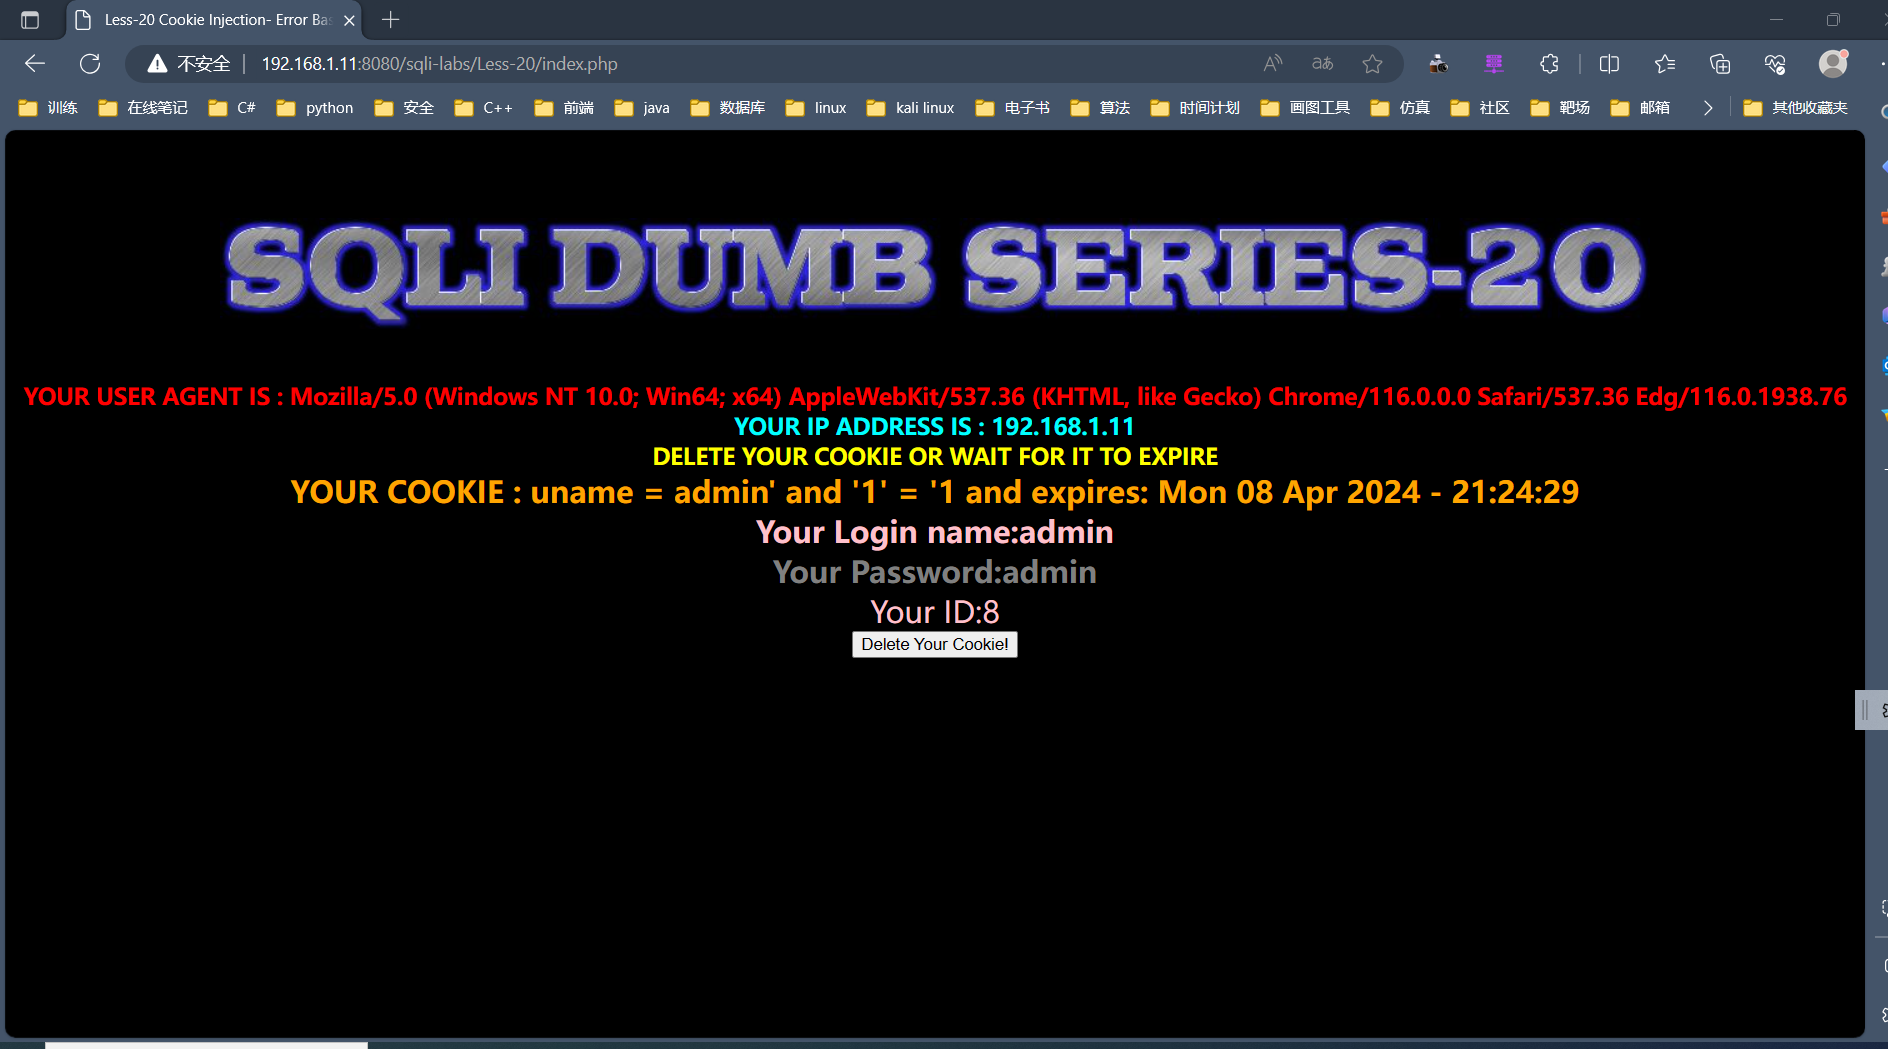 Less-20 Cookie Injection- Error Ba
不安全 192.168.1.11:8080/sqli-labs/Less-20/index.php
训练 在线笔记 C# python 安全 C++ 前端 java 数据库 linux kali linux 电子书 算法 时间计划 画图工具 仿真 社区 靶场 邮箱 其他收藏夹
SQLI DUMB SERIES-20
YOUR USER AGENT IS : Mozilla/5.0 (Windows NT 10.0; Win64; x64) AppleWebKit/537.36 (KHTML, like Gecko) Chrome/116.0.0.0 Safari/537.36 Edg/116.0.1938.76
YOUR IP ADDRESS IS : 192.168.1.11
DELETE YOUR COOKIE OR WAIT FOR IT TO EXPIRE
YOUR COOKIE : uname = admin' and '1' = '1 and expires: Mon 08 Apr 2024 - 21:24:29
Your Login name:admin
Your Password:admin
Your ID:8
Delete Your Cookie!